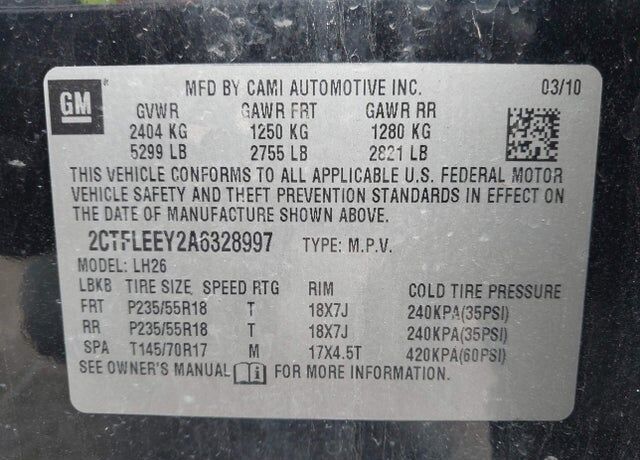 GM MFD BY CAMI AUTOMOTIVE INC. 03/10
GVWR GAWR FRT GAWR RR
2404 KG 1250 KG 1280 KG
5299 LB 2755 LB 2821 LB
THIS VEHICLE CONFORMS TO ALL APPLICABLE U.S. FEDERAL MOTOR
VEHICLE SAFETY AND THEFT PREVENTION STANDARDS IN EFFECT ON
THE DATE OF MANUFACTURE SHOWN ABOVE.
2CTFLEEY2A6328997 TYPE: M.P.V.
MODEL: LH26
LBKB TIRE SIZE SPEED RTG RIM COLD TIRE PRESSURE
FRT P235/55R18 T 18X7J 240KPA(35PSI)
RR P235/55R18 T 18X7J 240KPA(35PSI)
SPA T145/70R17 M 17X4.5T 420KPA(60PSI)
SEE OWNER'S MANUAL i FOR MORE INFORMATION.